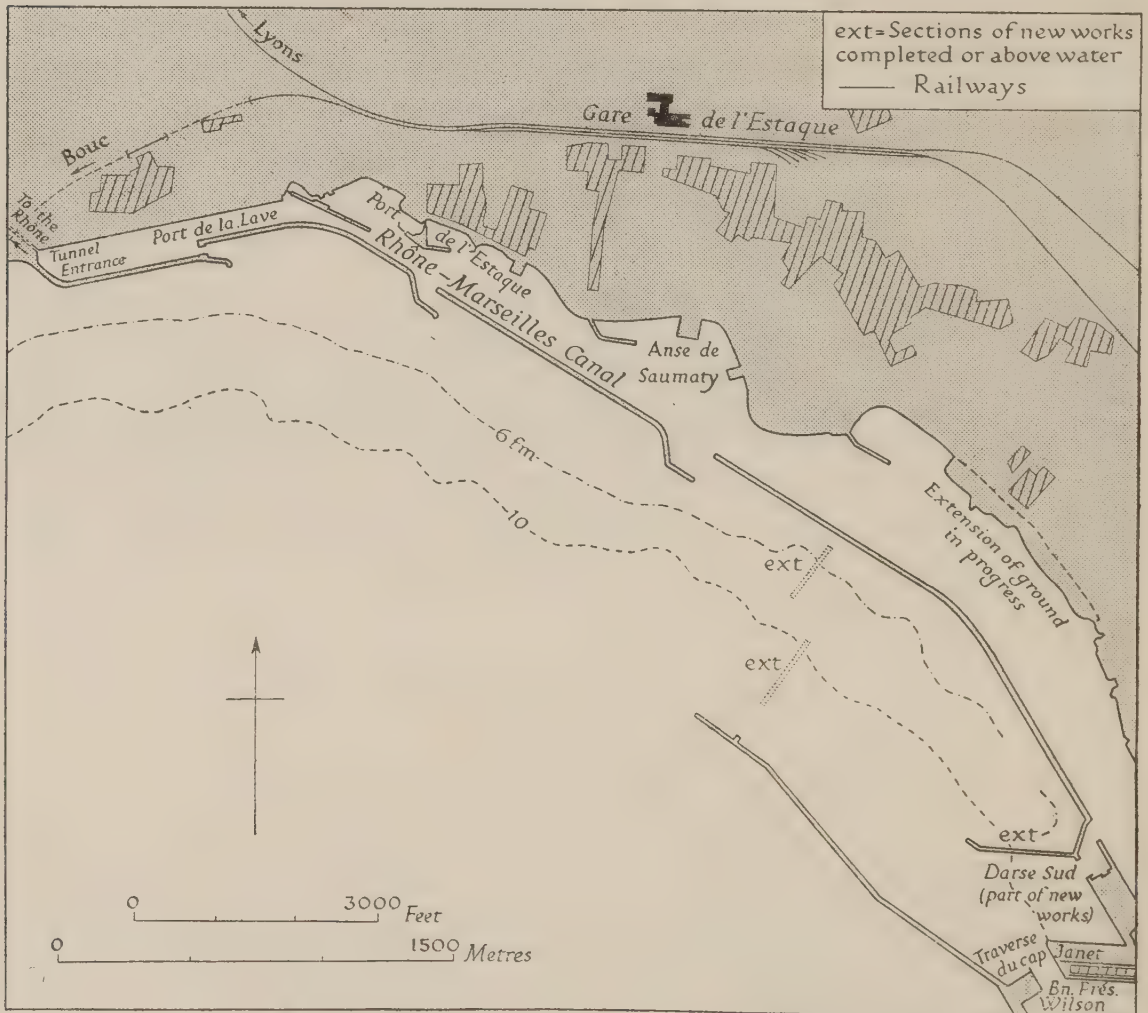 ext=Sections of new works
completed or above water
Railways
Lyons
Gare de l'Estaque
Bouc
To the
Rhône
Tunnel
Entrance
Port de la Lave
Port
de l'Estaque
Rhône-Marseilles Canal
Anse de
Saumaty
6 fm.
10
Extension of ground
in progress
ext
ext
ext
Darse Sud
(part of new
works)
Traverse
du cap
Janet
Bn. Prés.
Wilson
0 3000 Feet
0 1500 Metres